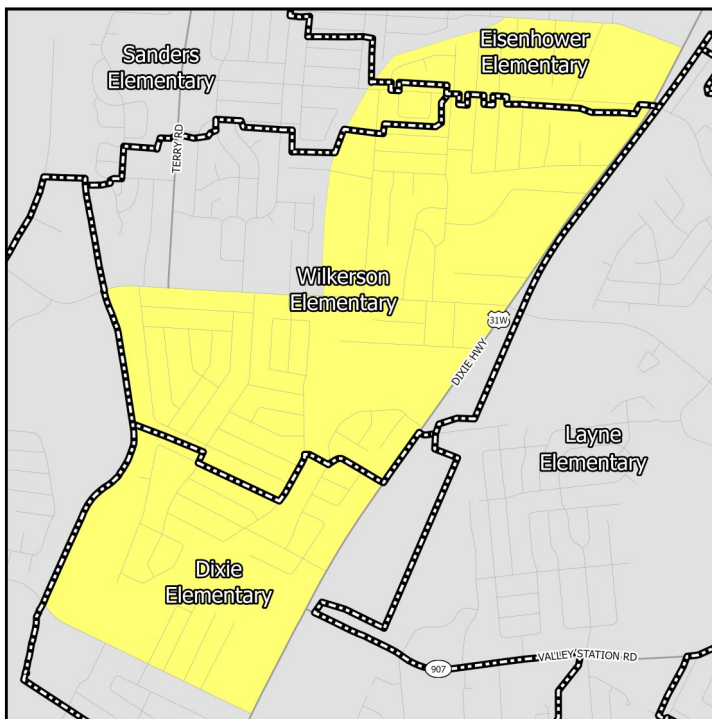 Sanders
Elementary
Eisenhower
Elementary
TERRY RD
Wilkerson
Elementary
31W
DIXIE HWY
Layne
Elementary
Dixie
Elementary
907
VALLEY STATION RD